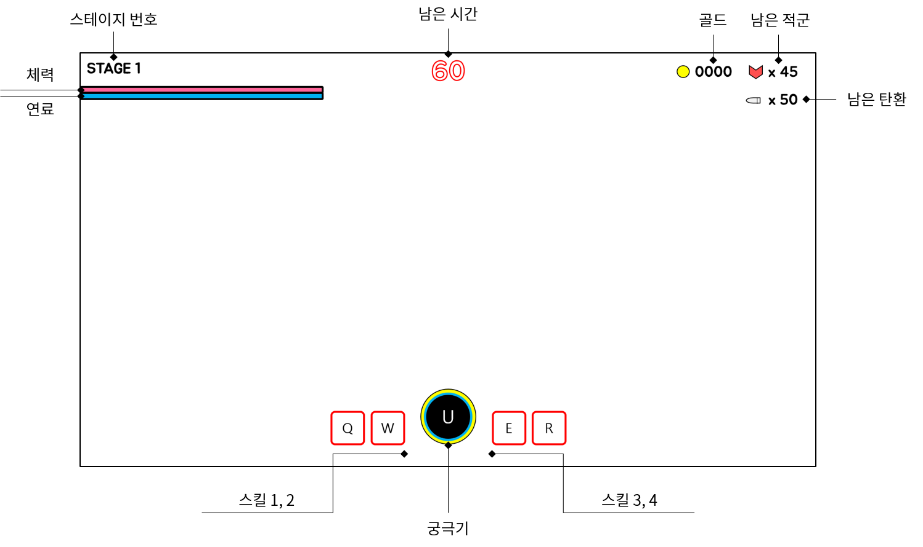 스테이지 번호
남은 시간
골드
남은 적군
STAGE 1
60
0000
x 45
체력
연료
x 50
남은 탄환
Q
W
U
E
R
스킬 1, 2
스킬 3, 4
궁극기